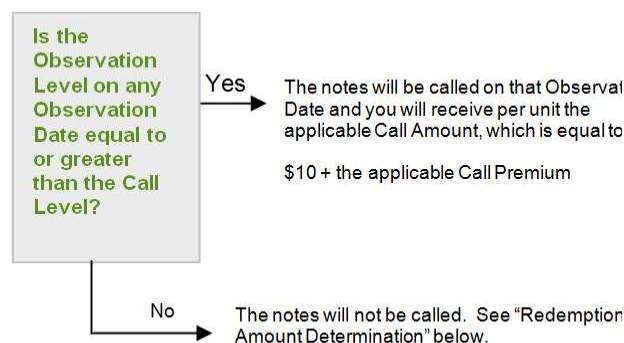 Is the
Observation
Level on any
Observation
Date equal to
or greater
than the Call
Level?
Yes
The notes will be called on that Observat
Date and you will receive per unit the
applicable Call Amount, which is equal to
$10 + the applicable Call Premium
No
The notes will not be called. See “Redemption
Amount Determination” below.